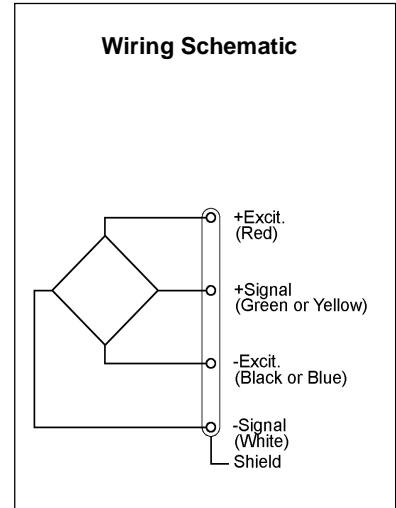 Wiring Schematic
+Excit.
(Red)
+Signal
(Green or Yellow)
-Excit.
(Black or Blue)
-Signal
(White)
Shield